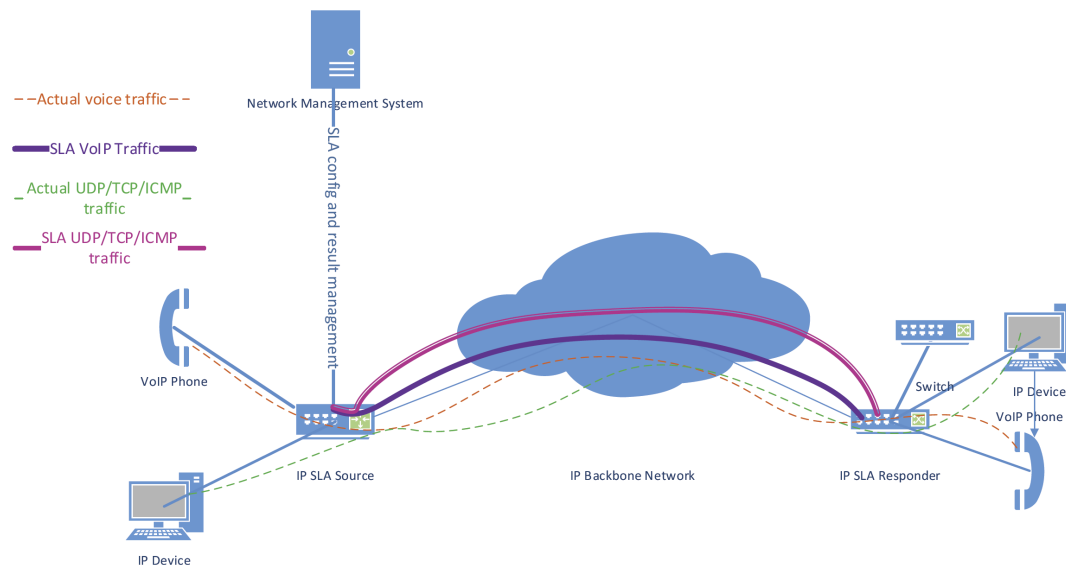 Network Management System
Actual voice traffic
SLA VoIP Traffic
Actual UDP/TCP/ICMP
traffic
SLA UDP/TCP/ICMP
traffic
SLA config and result management
VoIP Phone
Switch
IP Device
VoIP Phone
IP SLA Source
IP Backbone Network
IP SLA Responder
IP Device